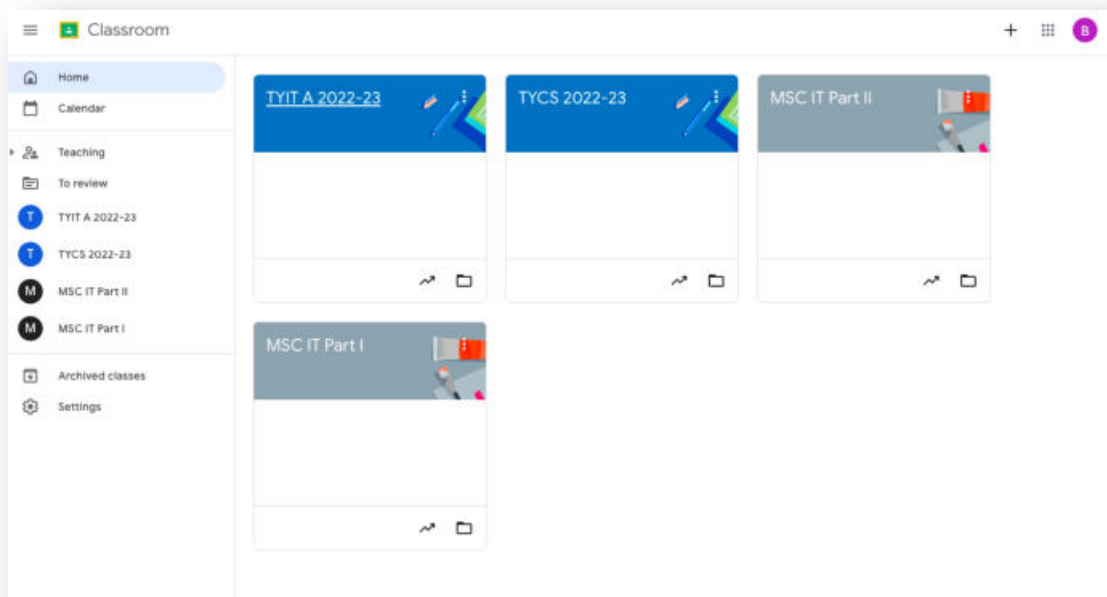 Classroom
B
Home
Calendar
Teaching
To review
T TYIT A 2022-23
T TYCS 2022-23
M MSC IT Part II
M MSC IT Part I
Archived classes
Settings
TYIT A 2022-23
TYCS 2022-23
MSC IT Part II
MSC IT Part I